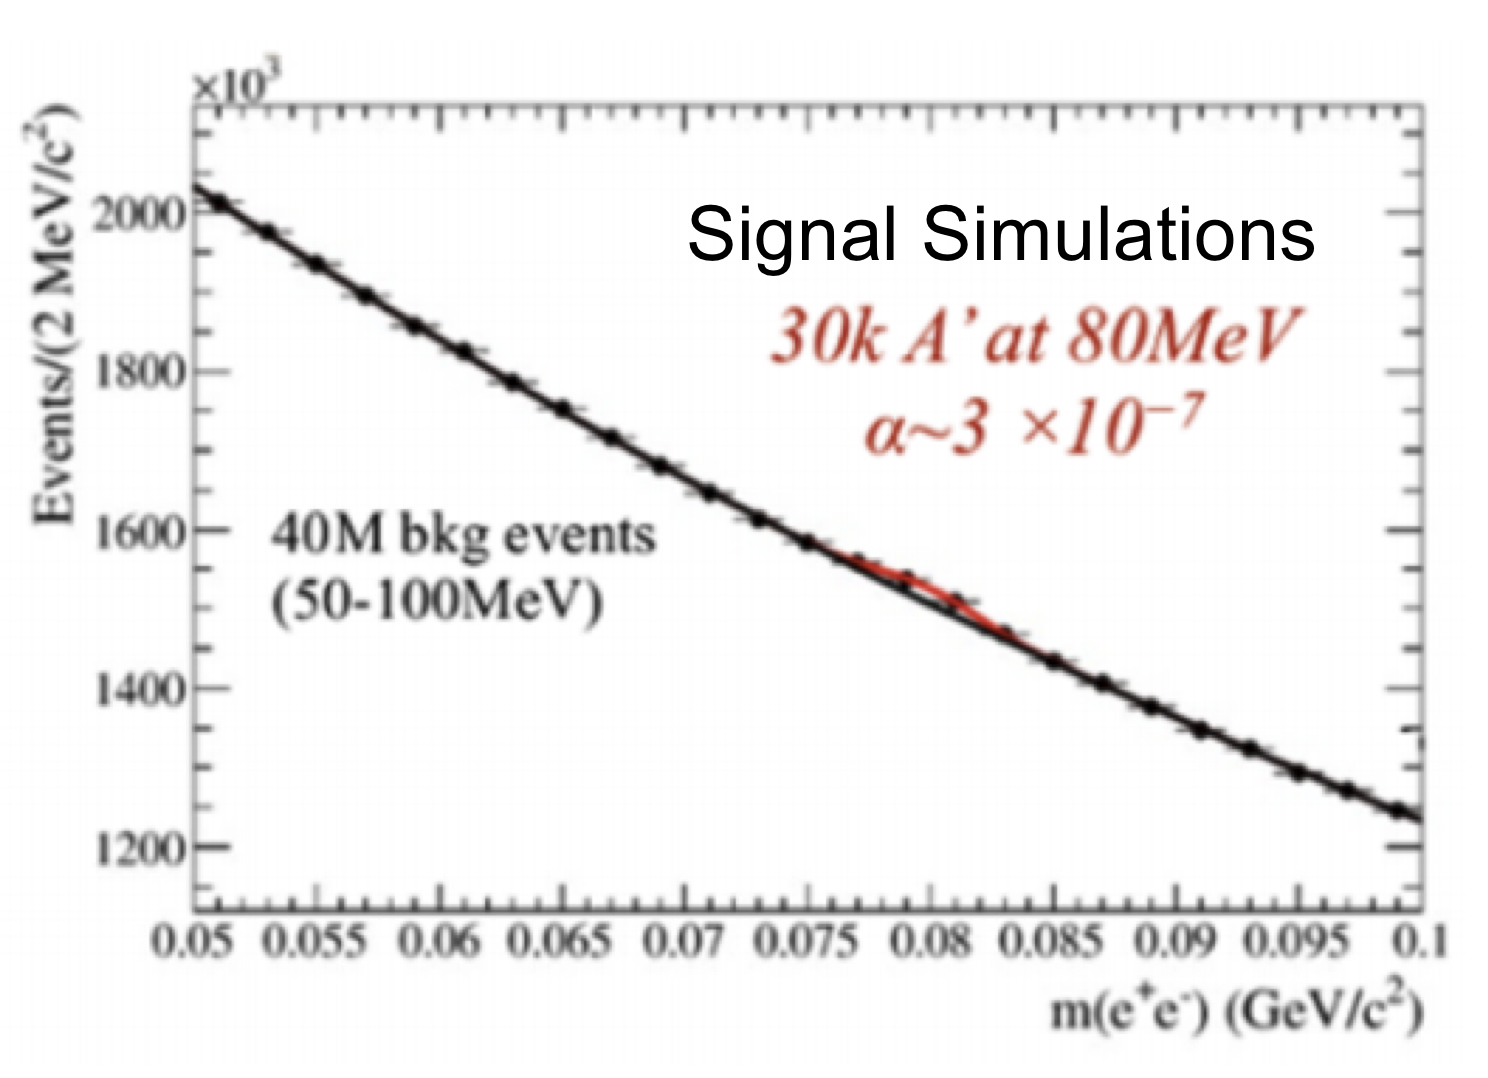 ×10³
Events/(2 MeV/c²)
2000
1800
1600
1400
1200
Signal Simulations
30k A’ at 80MeV
α~3 ×10⁻⁷
40M bkg events
(50-100MeV)
0.05 0.055 0.06 0.065 0.07 0.075 0.08 0.085 0.09 0.095 0.1
m(e⁺e⁻) (GeV/c²)